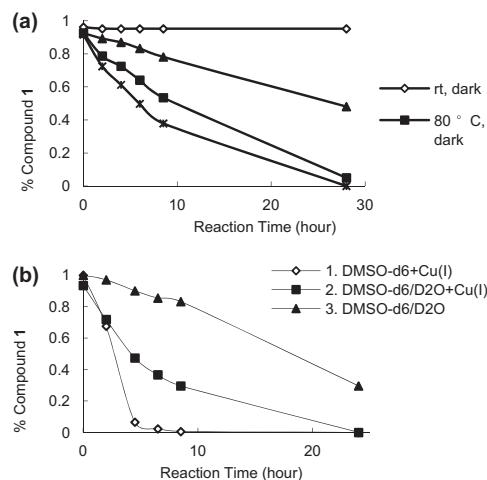 (a)
% Compound 1
1
0.8
0.6
0.4
0.2
0
0
10
20
30
Reaction Time (hour)
rt, dark
80 ° C,
dark
(b)
% Compound 1
1
0.8
0.6
0.4
0.2
0
0
10
20
Reaction Time (hour)
1. DMSO-d6+Cu(I)
2. DMSO-d6/D2O+Cu(I)
3. DMSO-d6/D2O